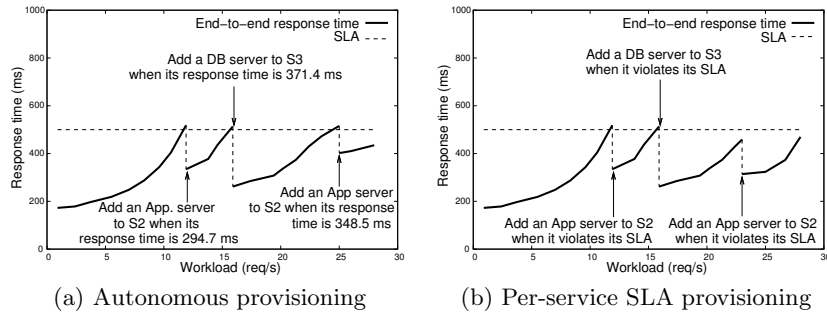 1000
800
600
400
200
0
Response time (ms)
End-to-end response time
SLA
Add a DB server to S3
when its response time is 371.4 ms
Add an App. server
to S2 when its
response time is 294.7 ms
Add an App server
to S2 when its response
time is 348.5 ms
0 5 10 15 20 25 30
Workload (req/s)
(a) Autonomous provisioning
1000
800
600
400
200
0
Response time (ms)
End-to-end response time
SLA
Add a DB server to S3
when it violates its SLA
Add an App server to S2
when it violates its SLA
Add an App server to S2
when it violates its SLA
0 5 10 15 20 25 30
Workload (req/s)
(b) Per-service SLA provisioning